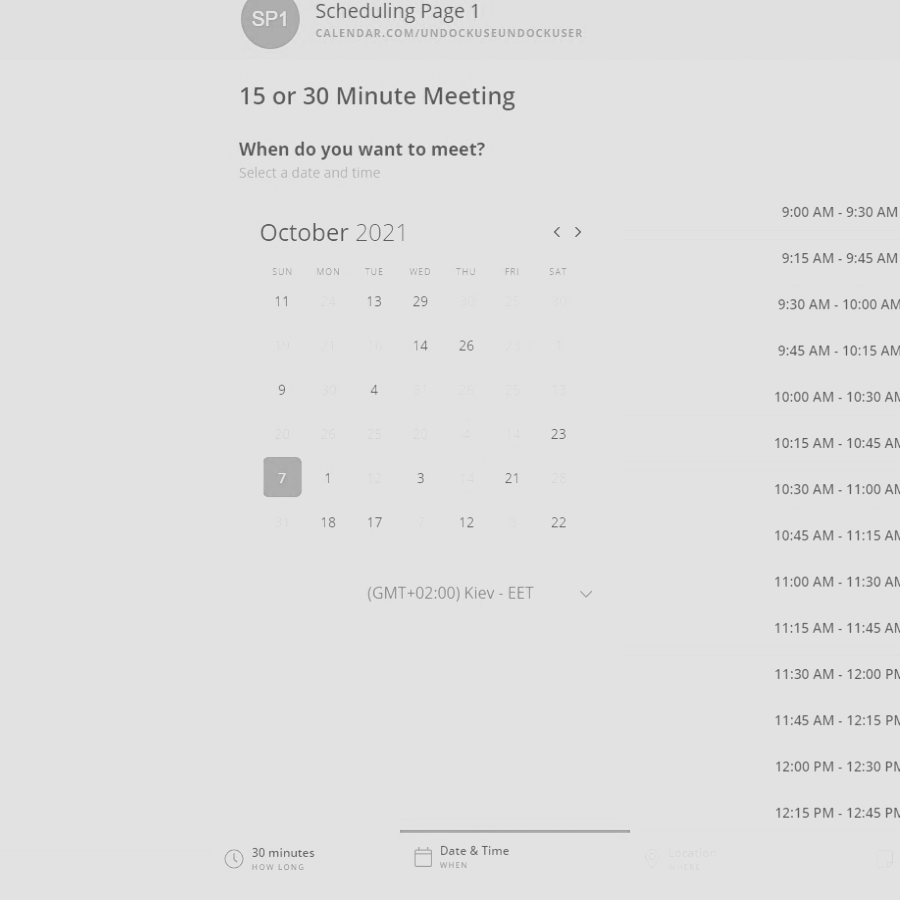 SP1
Scheduling Page 1
CALENDAR.COM/UNDOCKUSEUNDOCKUSER
15 or 30 Minute Meeting
When do you want to meet?
Select a date and time
October 2021
SUN MON TUE WED THU FRI SAT
11 24 13 29 30 25 30
19 21 16 14 26
9 30 4 31 28 25 13
20 26 25 20 4 14 23
7 1 12 3 14 21 28
31 18 17 7 12 1 22
(GMT+02:00) Kiev - EET
9:00 AM - 9:30 AM
9:15 AM - 9:45 AM
9:30 AM - 10:00 AM
9:45 AM - 10:15 AM
10:00 AM - 10:30 AM
10:15 AM - 10:45 AM
10:30 AM - 11:00 AM
10:45 AM - 11:15 AM
11:00 AM - 11:30 AM
11:15 AM - 11:45 AM
11:30 AM - 12:00 PM
11:45 AM - 12:15 PM
12:00 PM - 12:30 PM
12:15 PM - 12:45 PM
30 minutes
HOW LONG
Date & Time
WHEN
Location
WHERE